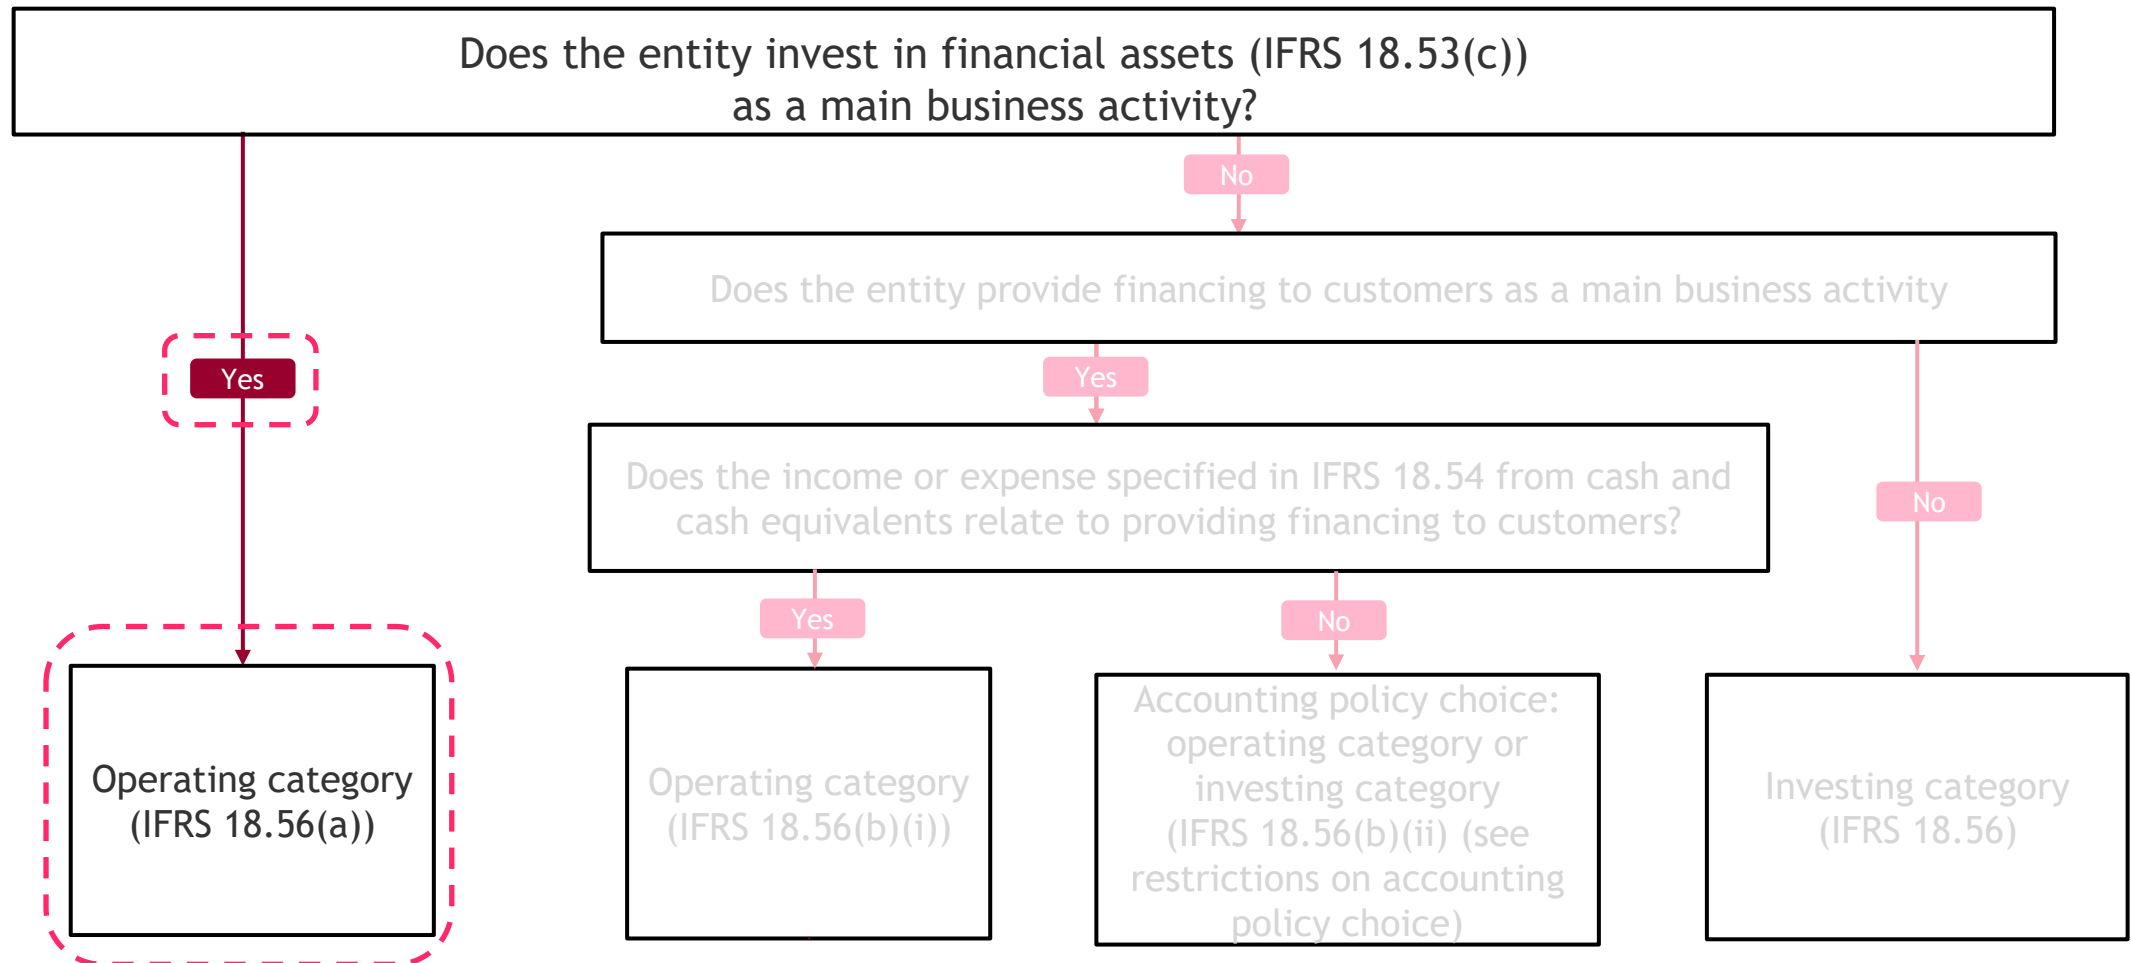 Does the entity invest in financial assets (IFRS 18.53(c))
as a main business activity?
No
Does the entity provide financing to customers as a main business activity
Yes
Yes
Does the income or expense specified in IFRS 18.54 from cash and
cash equivalents relate to providing financing to customers?
No
Yes
No
Operating category
(IFRS 18.56(a))
Operating category
(IFRS 18.56(b)(i))
Accounting policy choice:
operating category or
investing category
(IFRS 18.56(b)(ii) (see
restrictions on accounting
policy choice)
Investing category
(IFRS 18.56)